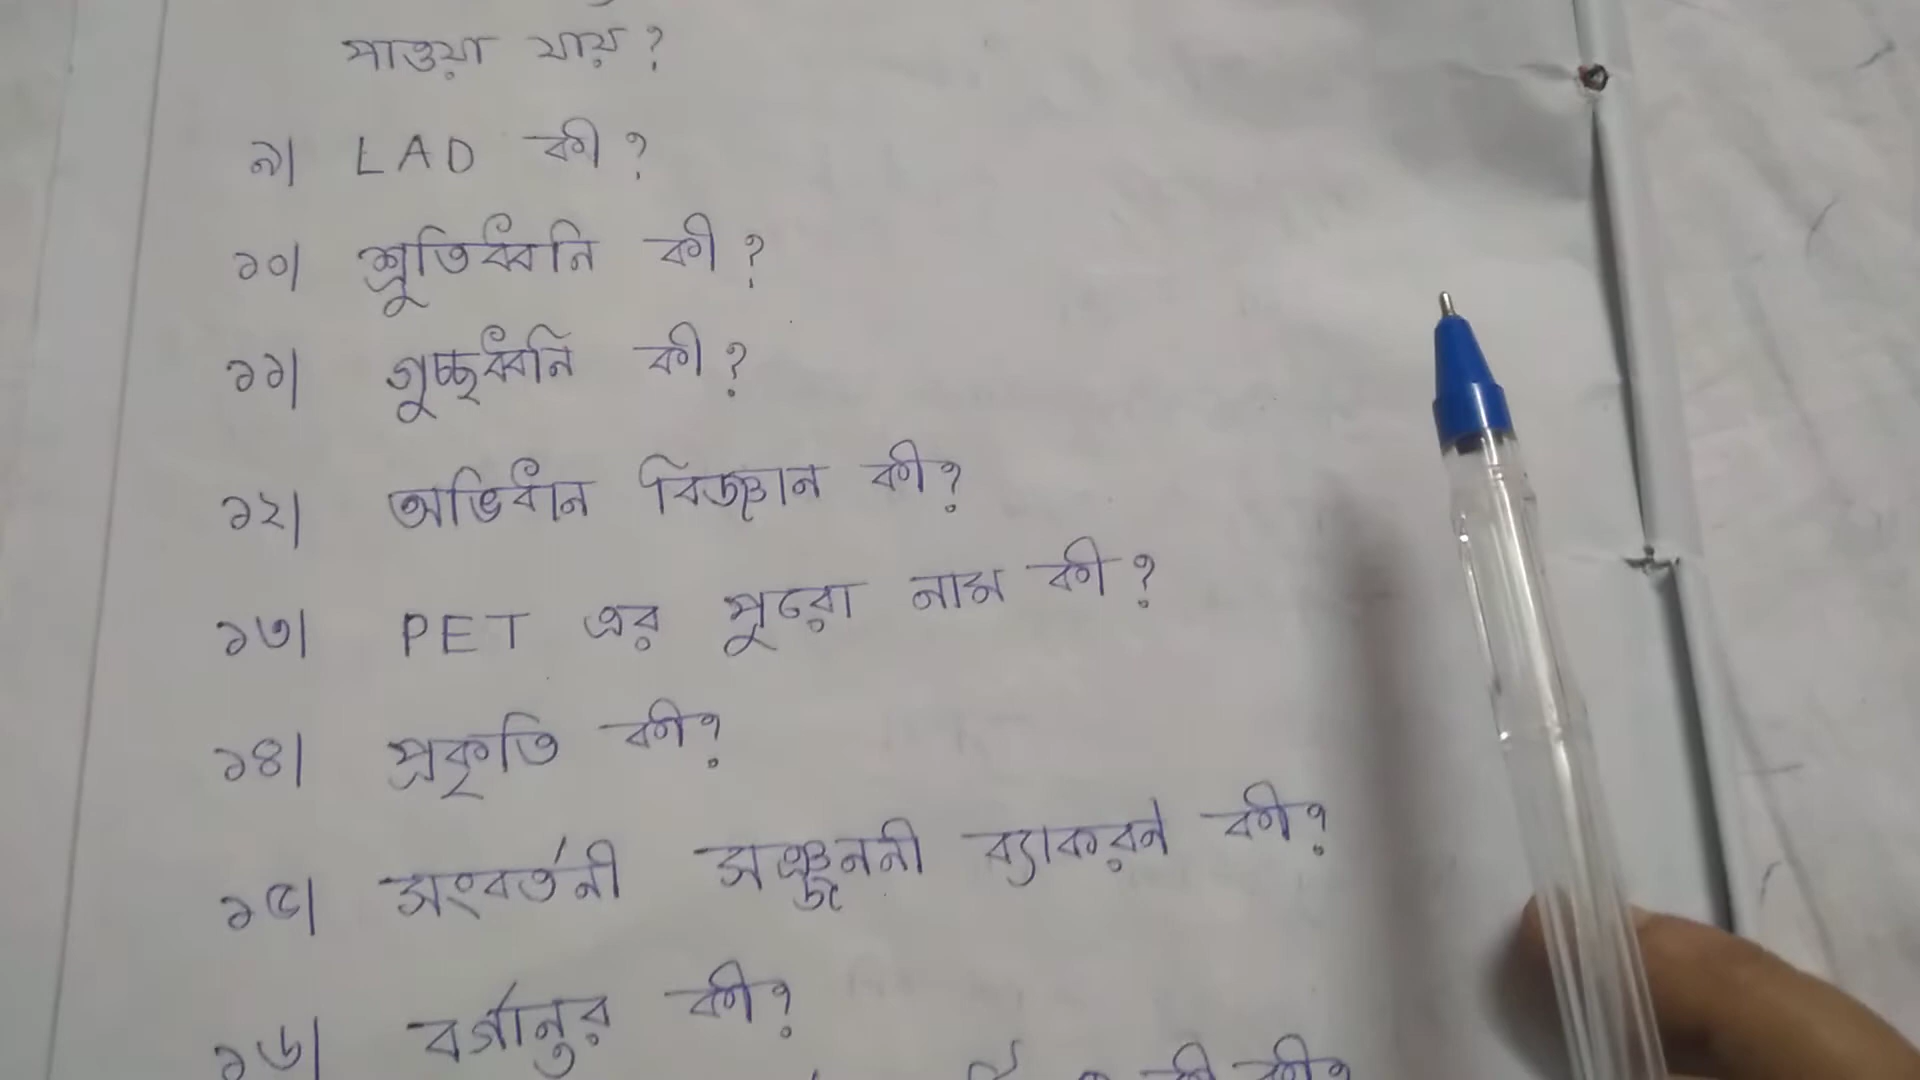 পাওয়া যায়?
৯| LAD কী?
১০| শ্রুতিধ্বনি কী?
১১| গুচ্ছধ্বনি কী?
১২| অভিধান বিজ্ঞান কী?
১৩| PET এর পুরো নাম কী?
১৪| প্রকৃতি কী?
১৫| সংবর্তনী সঞ্জননী ব্যাকরণ কী?
১৬| বর্গানুর কী?